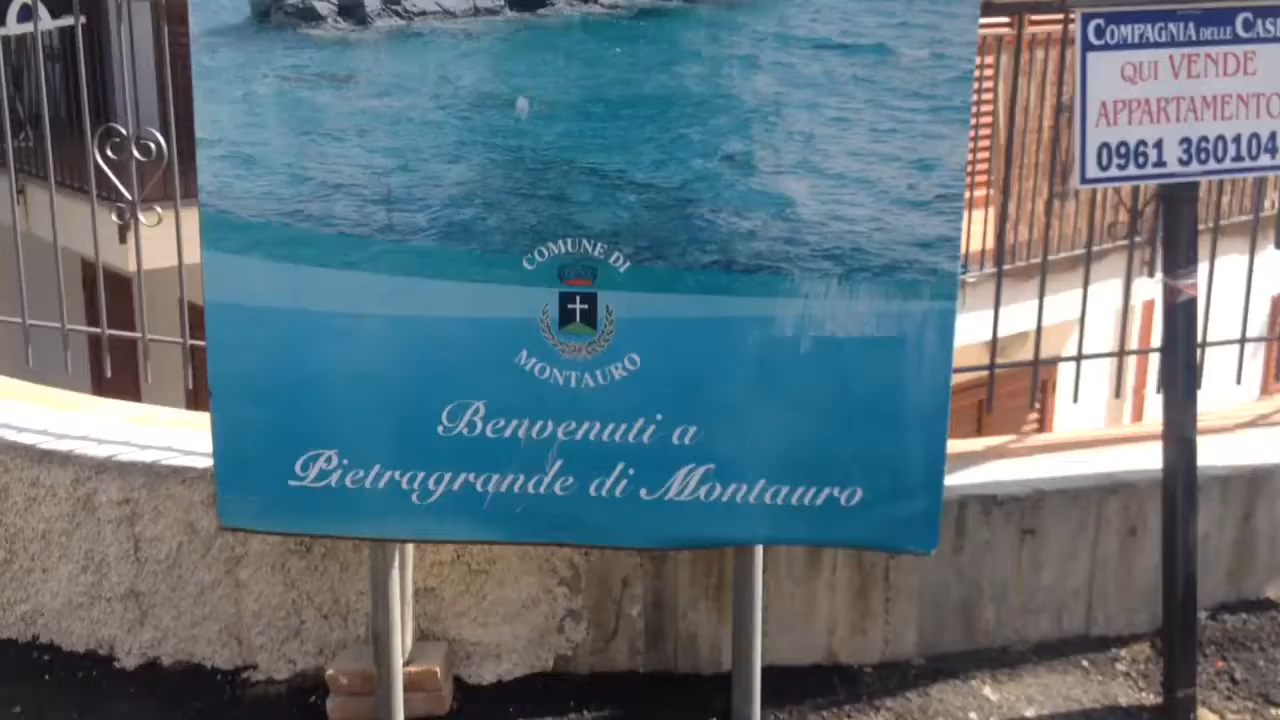 COMUNE DI
MONTAURO
Benvenuti a
Pietragrande di Montauro
COMPAGNIA DELLE CASE
QUI VENDE
APPARTAMENTO
0961 360104